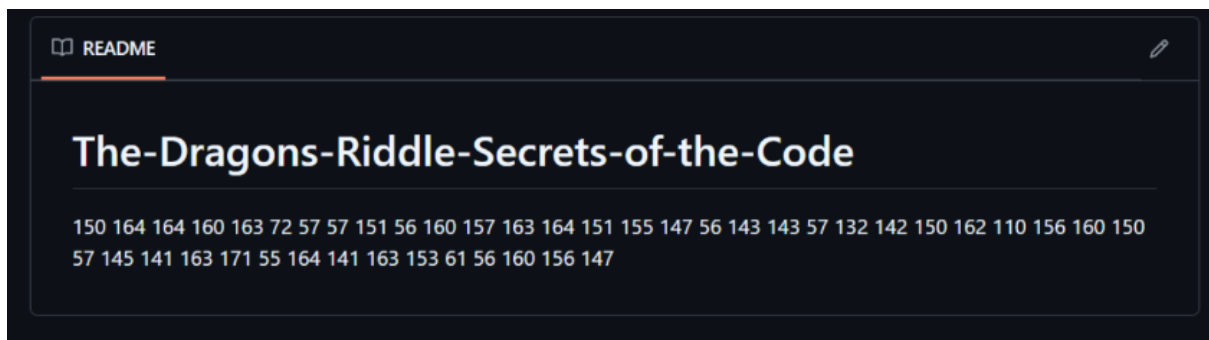 README
The-Dragons-Riddle-Secrets-of-the-Code
150 164 164 160 163 72 57 57 151 56 160 157 163 164 151 155 147 56 143 143 57 132 142 150 162 110 156 160 150
57 145 141 163 171 55 164 141 163 153 61 56 160 156 147